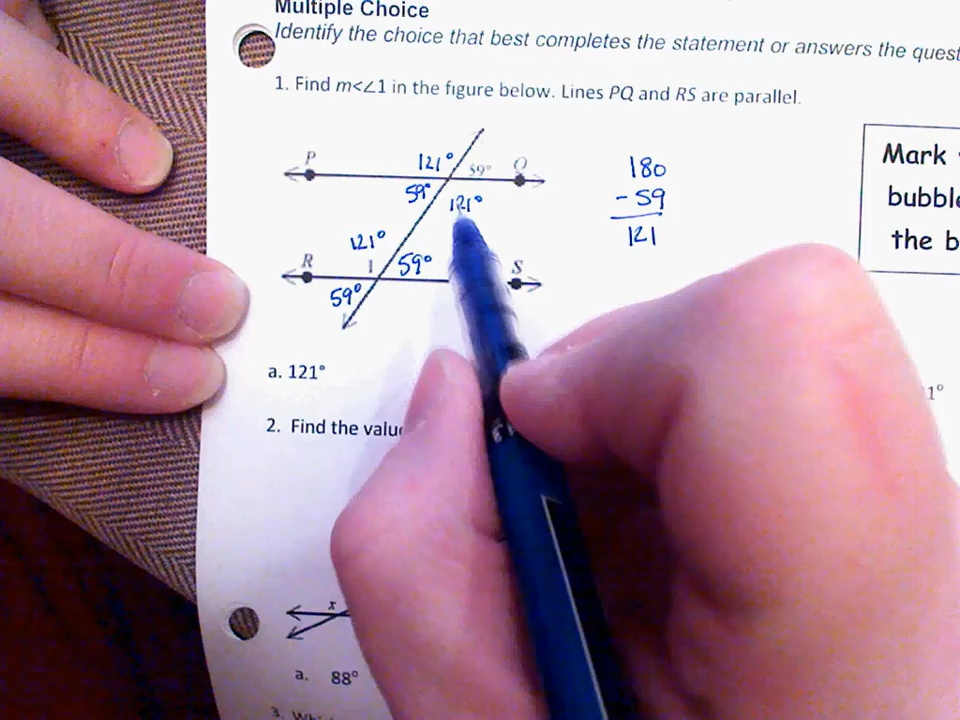 Multiple Choice
Identify the choice that best completes the statement or answers the quest
1. Find m<∠1 in the figure below. Lines PQ and RS are parallel.
P 121° 59° Q
59° 121°
121°
R 1 59° S
59°
180
- 59
121
Mark
bubble
the b
a. 121°
1°
2. Find the value
x
a. 88°
3.